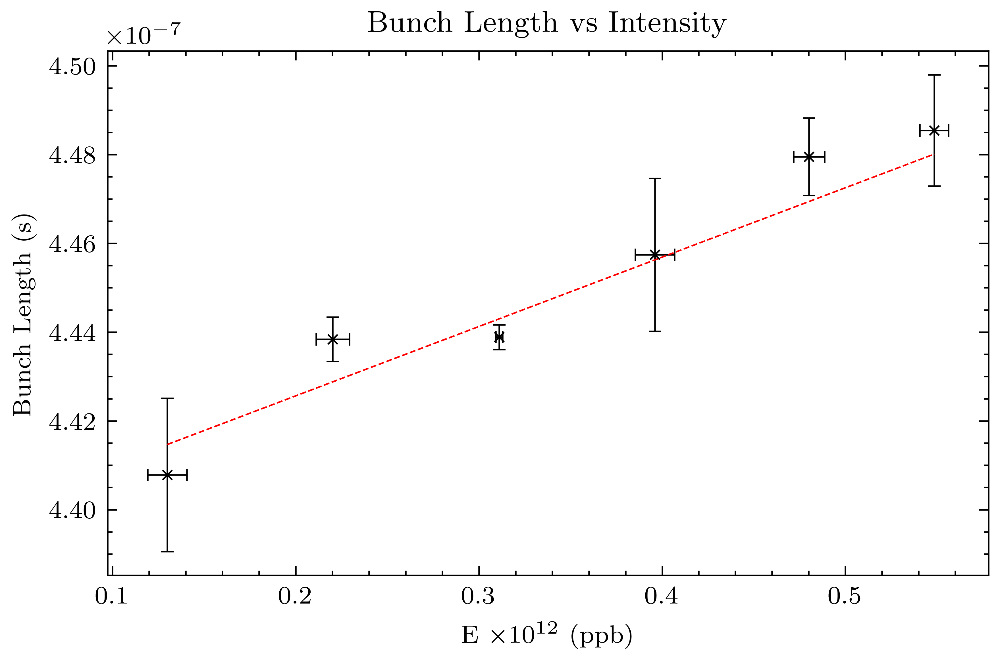 Bunch Length vs Intensity
×10⁻⁷
4.50
4.48
4.46
4.44
4.42
4.40
Bunch Length (s)
0.1 0.2 0.3 0.4 0.5
E ×10¹² (ppb)